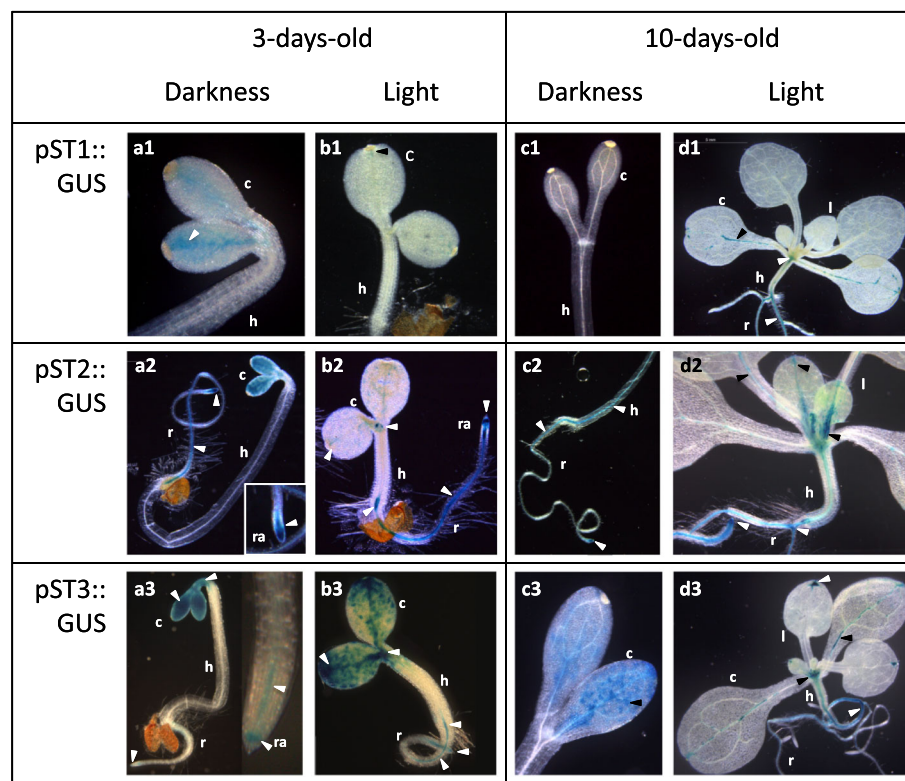 3-days-old 10-days-old
Darkness Light Darkness Light
pST1::
GUS
a1 c h
b1 C h
c1 c h
d1 c l h r
pST2::
GUS
a2 c r h ra
b2 c ra h r
c2 h r
d2 l h r
pST3::
GUS
a3 c h r ra
b3 c h r
c3 c
d3 l c h r